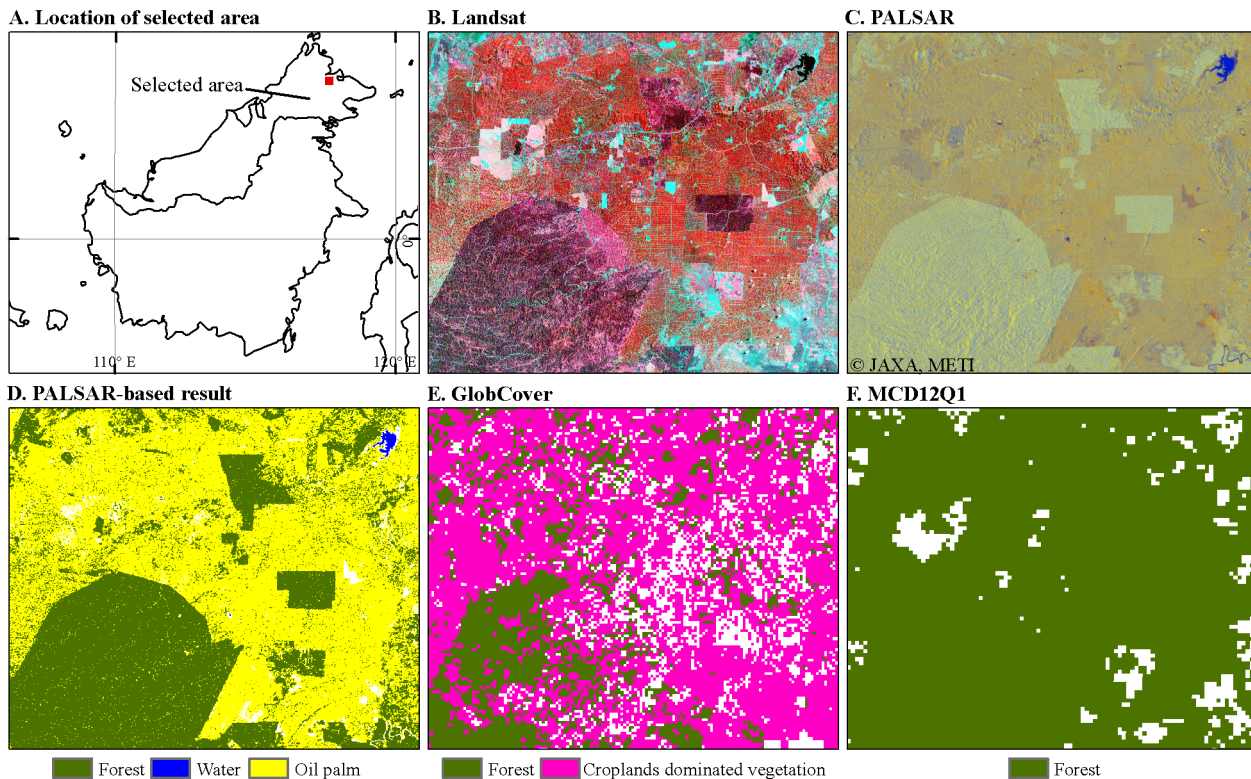 A. Location of selected area
B. Landsat
C. PALSAR
Selected area
0°
110° E
120° E
© JAXA, METI
D. PALSAR-based result
E. GlobCover
F. MCD12Q1
Forest
Water
Oil palm
Forest
Croplands dominated vegetation
Forest